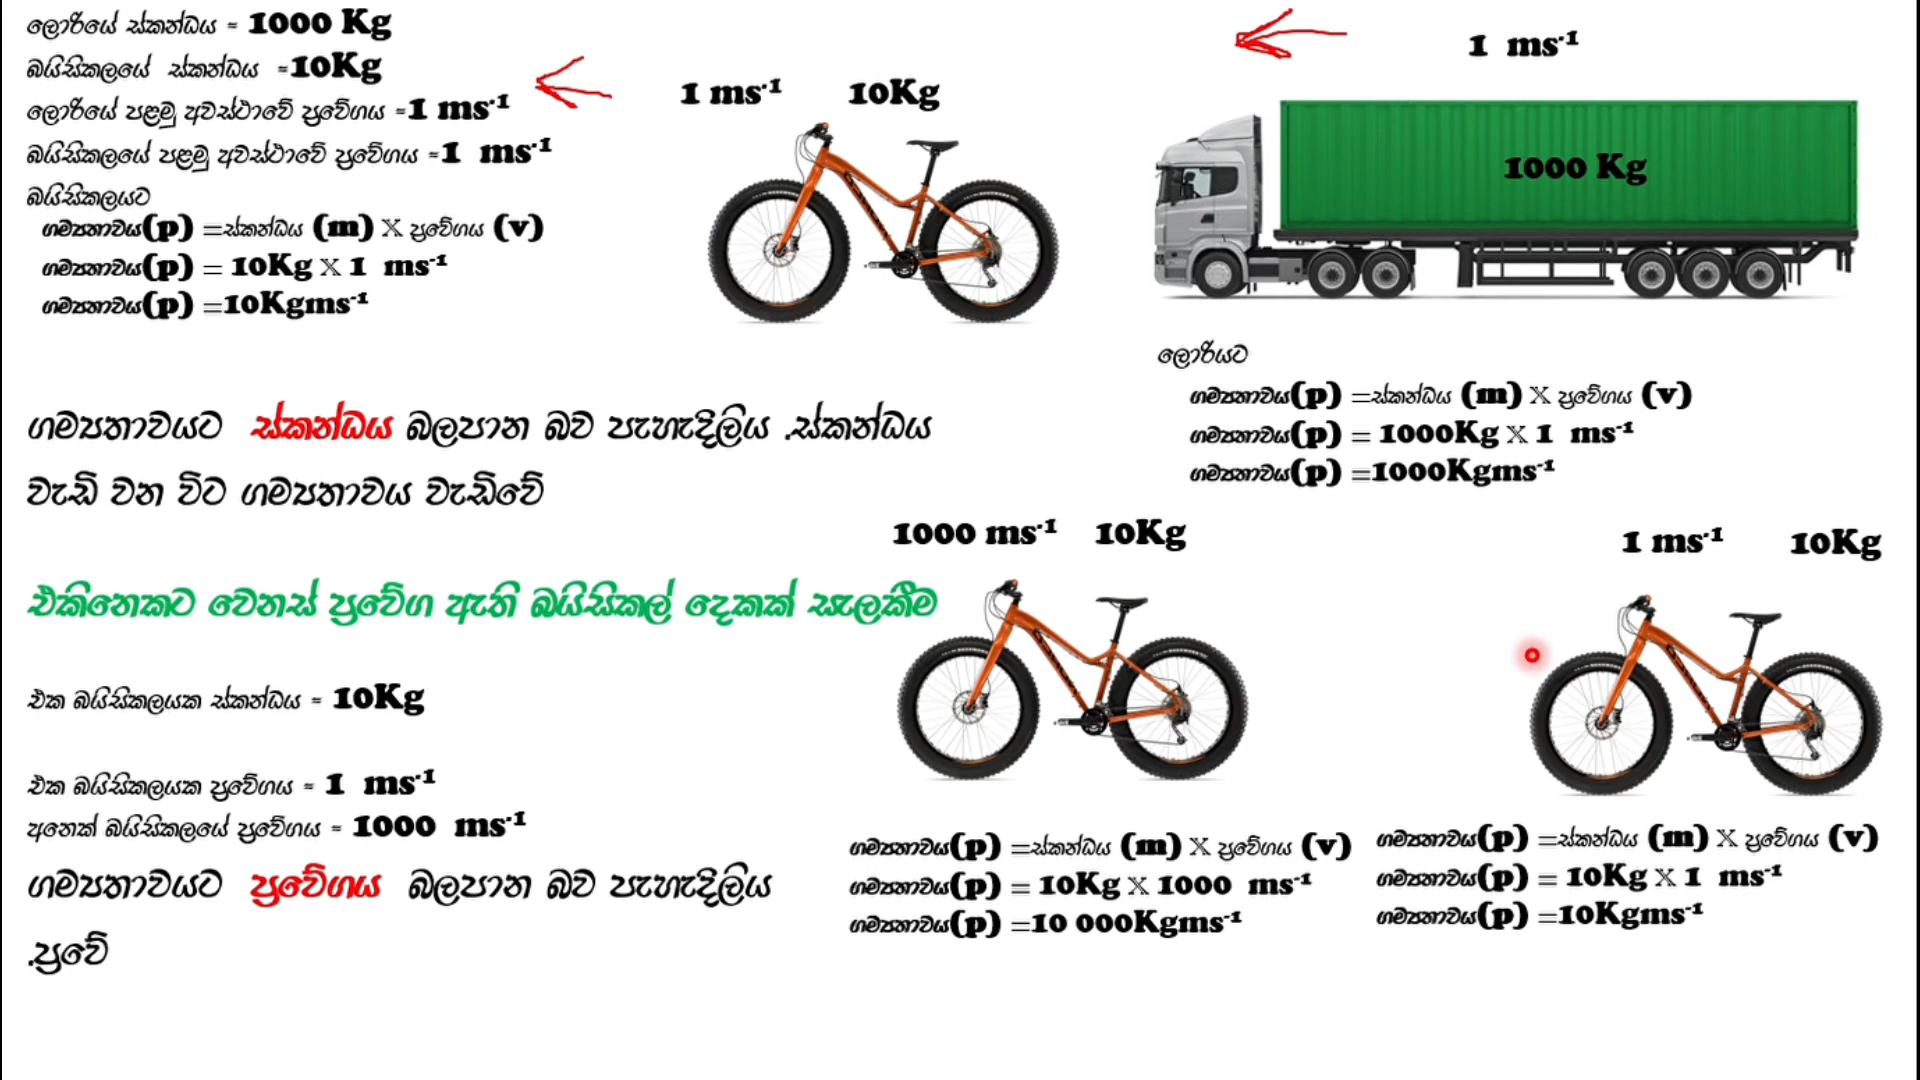 ලොරියේ ස්කන්ධය = 1000 Kg
බයිසිකලයේ ස්කන්ධය =10Kg
ලොරියේ පළමු අවස්ථාවේ ප්‍රවේගය =1 ms-1
බයිසිකලයේ පළමු අවස්ථාවේ ප්‍රවේගය =1 ms-1
බයිසිකලයට
ගම්‍යතාවය(p) =ස්කන්ධය (m) X ප්‍රවේගය (v)
ගම්‍යතාවය(p) = 10Kg X 1 ms-1
ගම්‍යතාවය(p) =10Kgms-1
1 ms-1 10Kg
1 ms-1
1000 Kg
ලොරියට
ගම්‍යතාවය(p) =ස්කන්ධය (m) X ප්‍රවේගය (v)
ගම්‍යතාවය(p) = 1000Kg X 1 ms-1
ගම්‍යතාවය(p) =1000Kgms-1
ගම්‍යතාවයට ස්කන්ධය බලපාන බව පැහැදිලිය .ස්කන්ධය
වැඩි වන විට ගම්‍යතාවය වැඩිවේ
එකිනෙකට වෙනස් ප්‍රවේග ඇති බයිසිකල් දෙකක් සැලකීම
එක බයිසිකලයක ස්කන්ධය = 10Kg
එක බයිසිකලයක ප්‍රවේගය = 1 ms-1
අනෙක් බයිසිකලයේ ප්‍රවේගය = 1000 ms-1
ගම්‍යතාවයට ප්‍රවේගය බලපාන බව පැහැදිලිය
.ප්‍රවේ
1000 ms-1 10Kg
ගම්‍යතාවය(p) =ස්කන්ධය (m) X ප්‍රවේගය (v)
ගම්‍යතාවය(p) = 10Kg X 1000 ms-1
ගම්‍යතාවය(p) =10 000Kgms-1
1 ms-1 10Kg
ගම්‍යතාවය(p) =ස්කන්ධය (m) X ප්‍රවේගය (v)
ගම්‍යතාවය(p) = 10Kg X 1 ms-1
ගම්‍යතාවය(p) =10Kgms-1